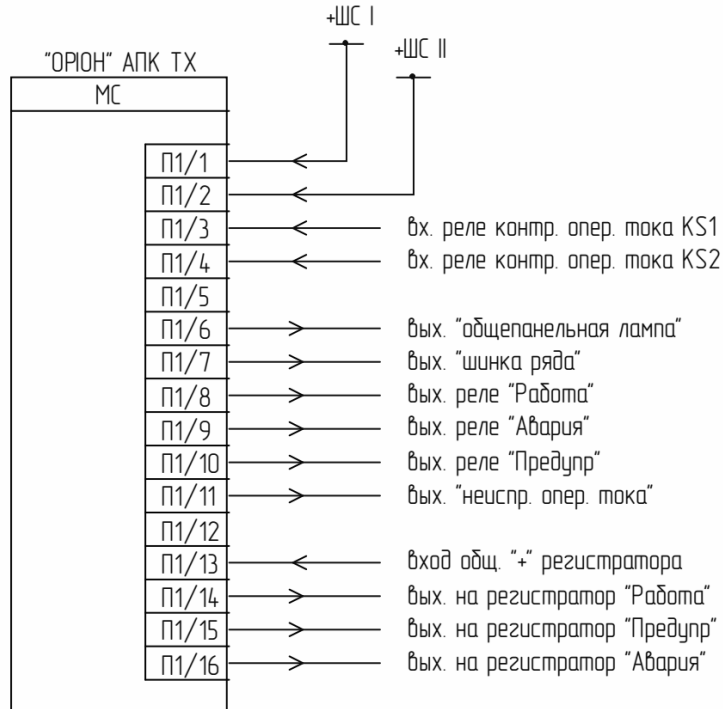 +ШС I
+ШС II
"ОРІОН" АПК ТХ
МС
П1/1
П1/2
П1/3 вх. реле контр. опер. тока KS1
П1/4 вх. реле контр. опер. тока KS2
П1/5
П1/6 вых. "общепанельная лампа"
П1/7 вых. "шинка ряда"
П1/8 вых. реле "Работа"
П1/9 вых. реле "Авария"
П1/10 вых. реле "Предупр"
П1/11 вых. "неиспр. опер. тока"
П1/12
П1/13 вход общ. "+" регистратора
П1/14 вых. на регистратор "Работа"
П1/15 вых. на регистратор "Предупр"
П1/16 вых. на регистратор "Авария"